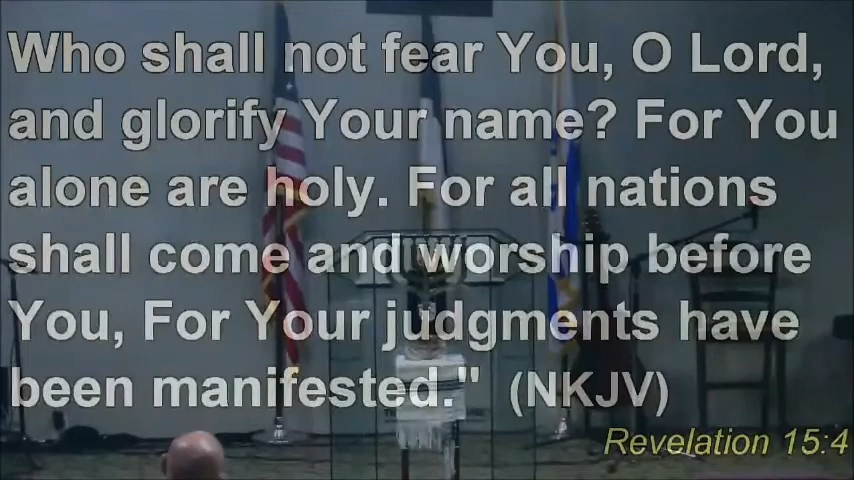 Who shall not fear You, O Lord,
and glorify Your name? For You
alone are holy. For all nations
shall come and worship before
You, For Your judgments have
been manifested." (NKJV)
Revelation 15:4